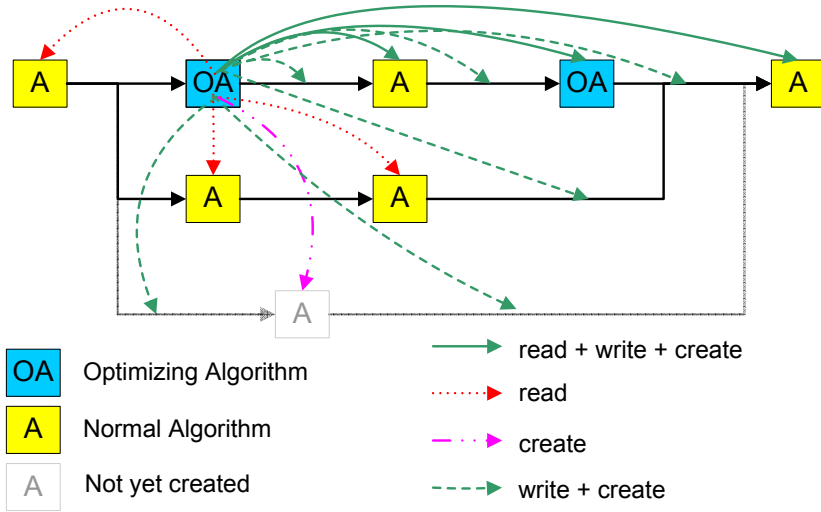 A OA A OA A
A A
A
OA Optimizing Algorithm
A Normal Algorithm
A Not yet created
read + write + create
read
create
write + create